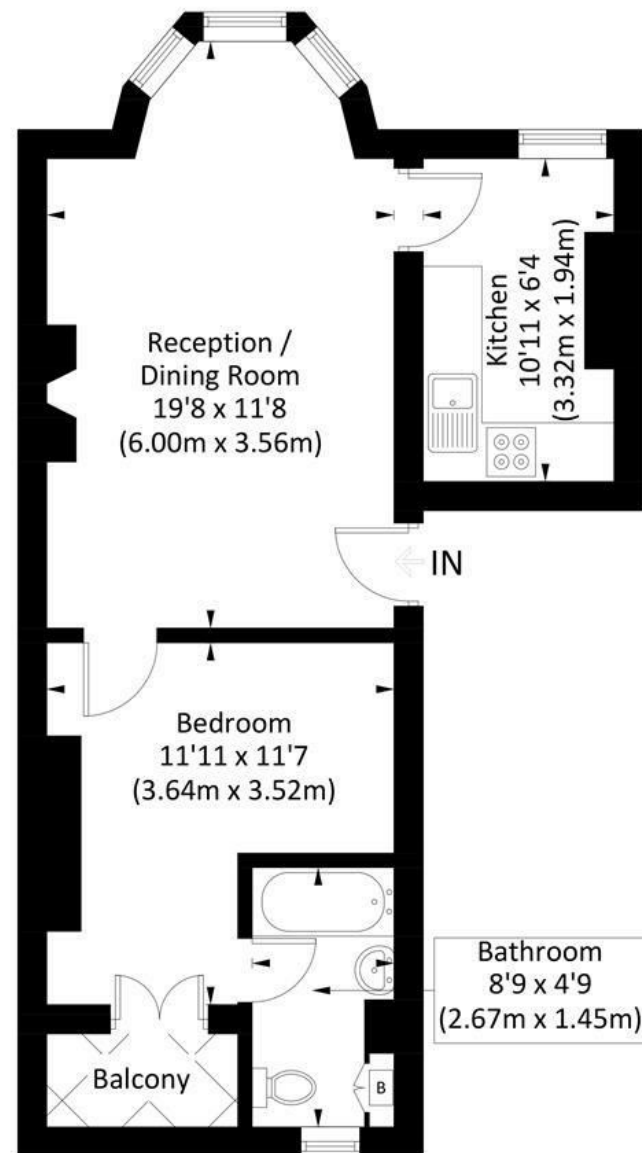 Reception /
Dining Room
19'8 x 11'8
(6.00m x 3.56m)
Kitchen
10'11 x 6'4
(3.32m x 1.94m)
IN
Bedroom
11'11 x 11'7
(3.64m x 3.52m)
Bathroom
8'9 x 4'9
(2.67m x 1.45m)
Balcony
B